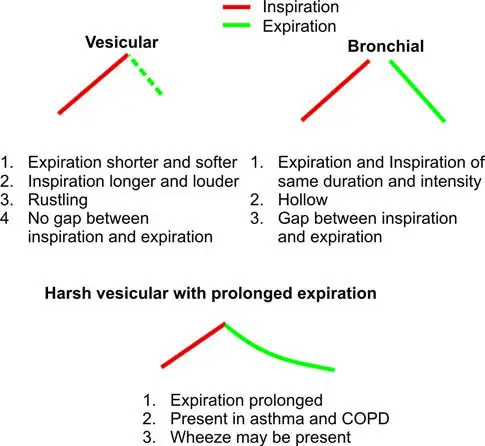 Inspiration
Expiration
Vesicular
1. Expiration shorter and softer
2. Inspiration longer and louder
3. Rustling
4 No gap between
inspiration and expiration
Bronchial
1. Expiration and Inspiration of
same duration and intensity
2. Hollow
3. Gap between inspiration
and expiration
Harsh vesicular with prolonged expiration
1. Expiration prolonged
2. Present in asthma and COPD
3. Wheeze may be present